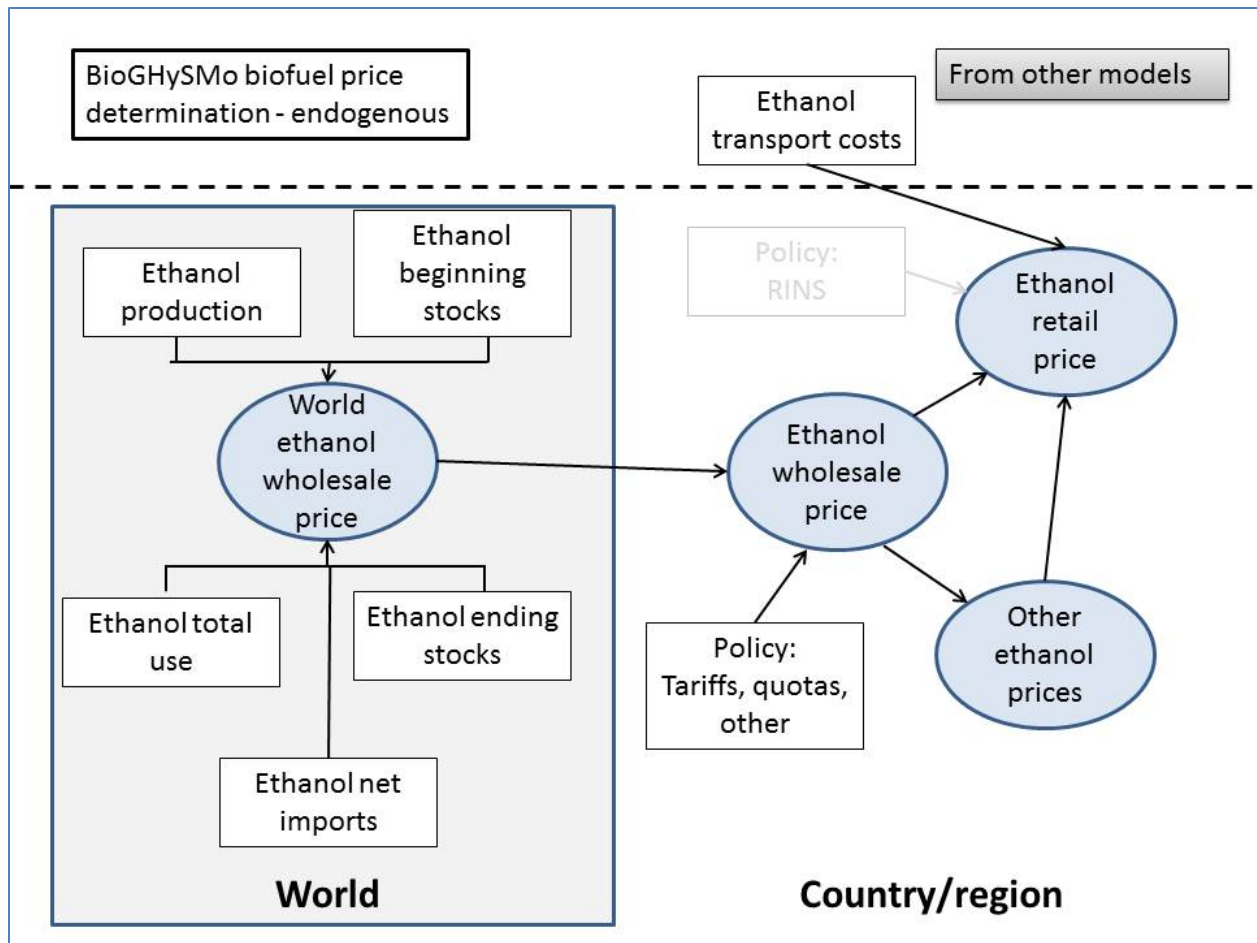 BioGHySMo biofuel price
determination - endogenous
From other models
Ethanol
transport costs
Ethanol
production
Ethanol
beginning
stocks
World
ethanol
wholesale
price
Ethanol total
use
Ethanol ending
stocks
Ethanol net
imports
World
Policy:
RINS
Ethanol
retail
price
Ethanol
wholesale
price
Policy:
Tariffs, quotas,
other
Other
ethanol
prices
Country/region